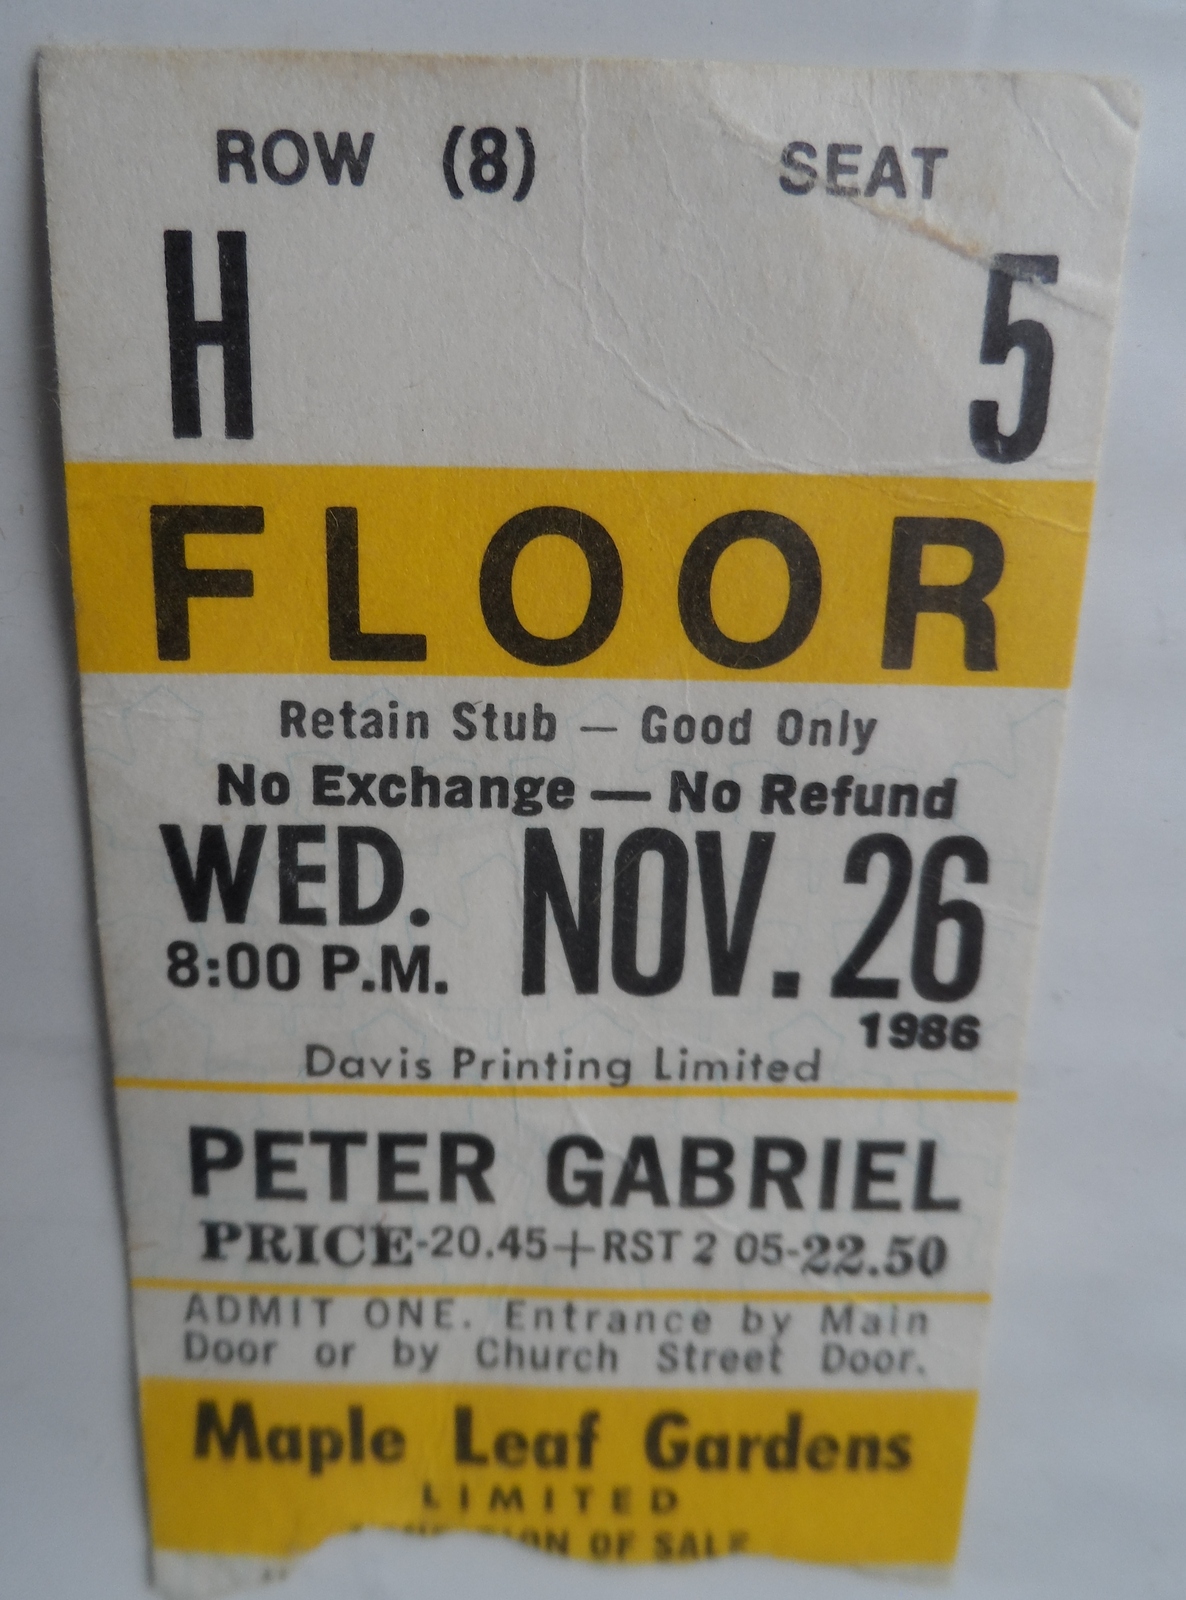 ROW (8) SEAT
H 5
FLOOR
Retain Stub — Good Only
No Exchange — No Refund
WED. NOV. 26
8:00 P.M.
1986
Davis Printing Limited
PETER GABRIEL
PRICE-20.45+RST 2 05-22.50
ADMIT ONE. Entrance by Main
Door or by Church Street Door.
Maple Leaf Gardens
LIMITED
OF SALE